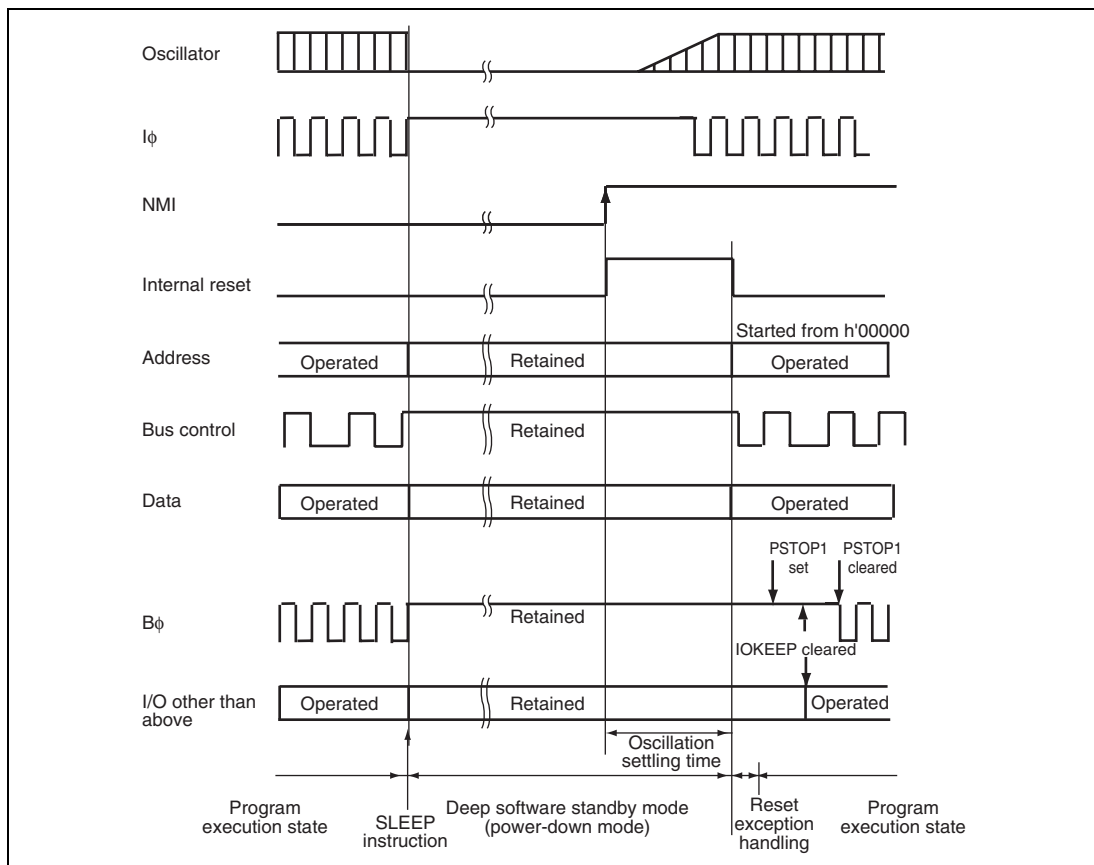 Oscillator
Iϕ
NMI
Internal reset
Started from h'00000
Address
Operated
Retained
Operated
Bus control
Retained
Data
Operated
Retained
Operated
PSTOP1
set
PSTOP1
cleared
Bϕ
Retained
IOKEEP cleared
I/O other than
above
Operated
Retained
Operated
Oscillation
settling time
Program
execution state
SLEEP
instruction
Deep software standby mode
(power-down mode)
Reset
exception
handling
Program
execution state